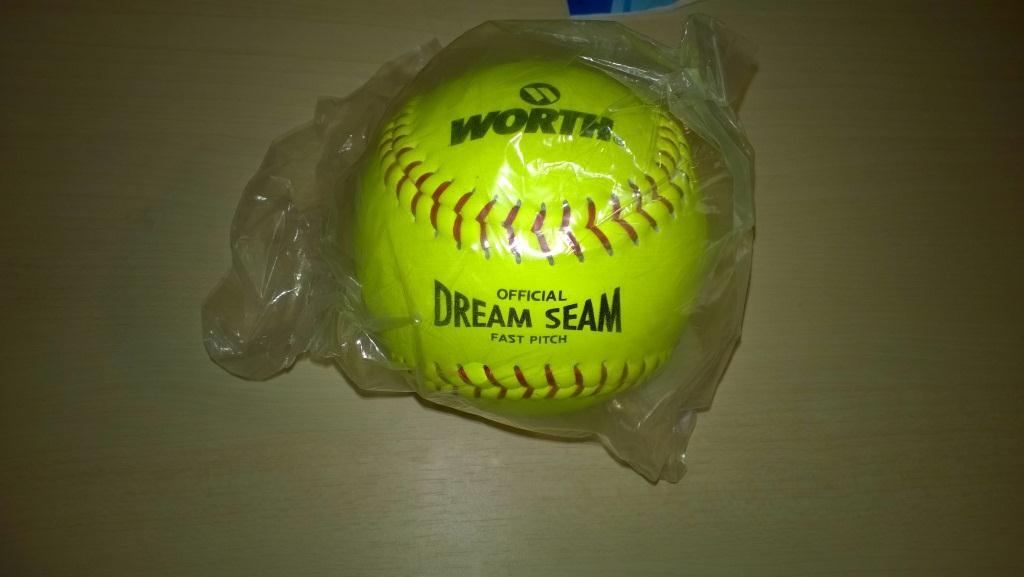 WORTH
OFFICIAL
DREAM SEAM
FAST PITCH